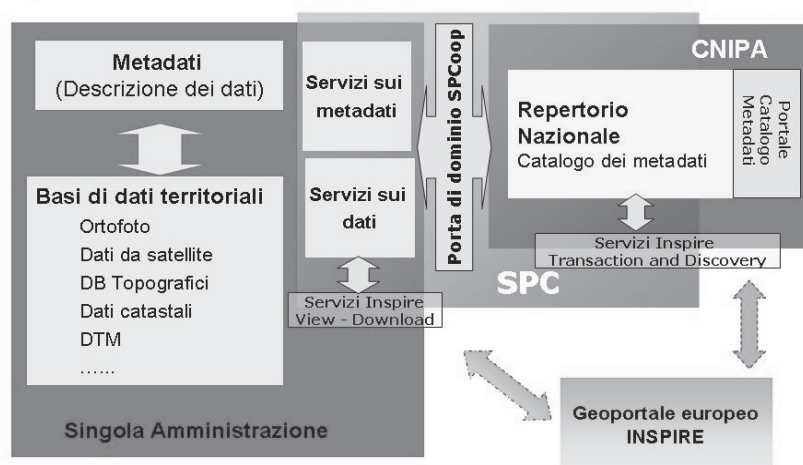 Metadati
(Descrizione dei dati)
Basi di dati territoriali
Ortofoto
Dati da satellite
DB Topografici
Dati catastali
DTM
......
Singola Amministrazione
Servizi sui
metadati
Servizi sui
dati
Servizi Inspire
View - Download
Porta di dominio SPCoop
SPC
CNIPA
Repertorio
Nazionale
Catalogo dei metadati
Portale
Catalogo
Metadati
Servizi Inspire
Transaction and Discovery
Geoportale europeo
INSPIRE